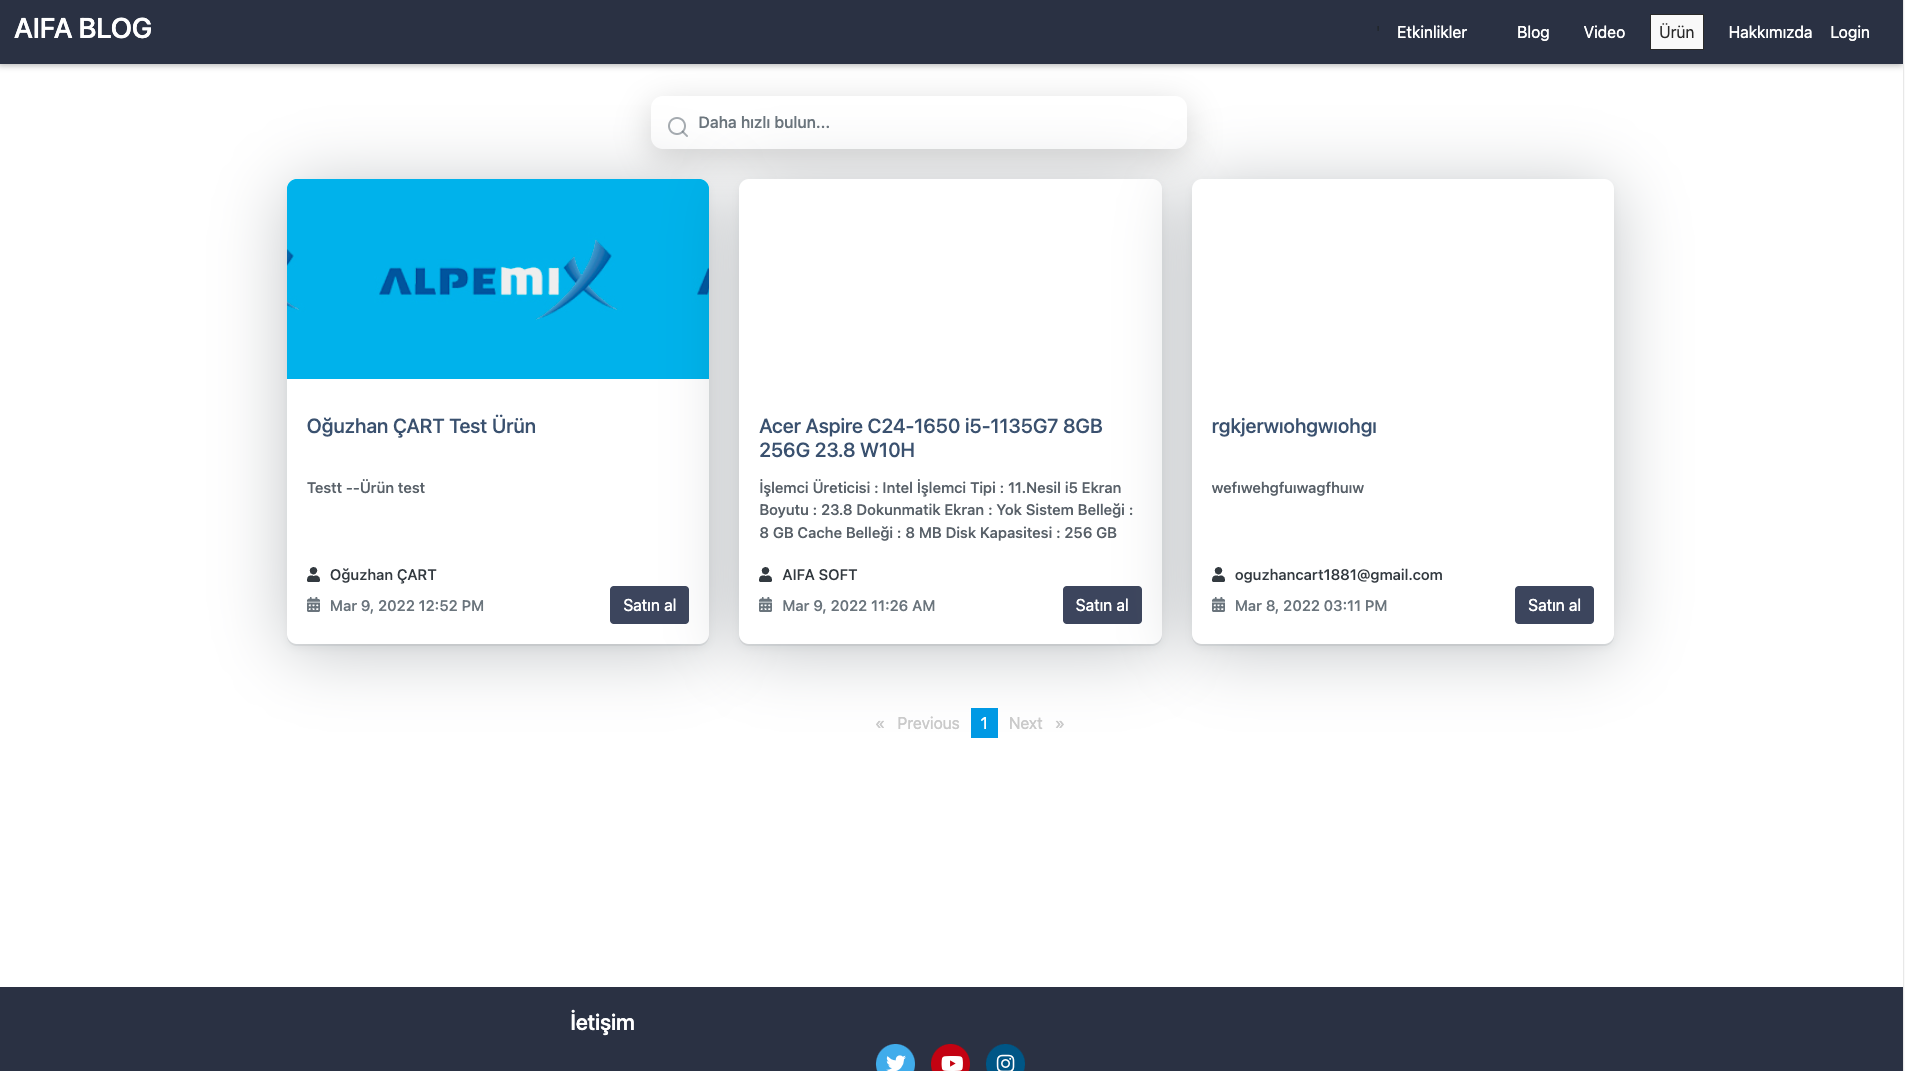 AIFA BLOG
Etkinlikler
Blog
Video
Ürün
Hakkımızda
Login
Daha hızlı bulun...
ALPEMIX
Oğuzhan ÇART Test Ürün
Testt --Ürün test
Oğuzhan ÇART
Mar 9, 2022 12:52 PM
Satın al
Acer Aspire C24-1650 i5-1135G7 8GB
256G 23.8 W10H
İşlemci Üreticisi : Intel İşlemci Tipi : 11.Nesil i5 Ekran
Boyutu : 23.8 Dokunmatik Ekran : Yok Sistem Belleği :
8 GB Cache Belleği : 8 MB Disk Kapasitesi : 256 GB
AIFA SOFT
Mar 9, 2022 11:26 AM
Satın al
rgkjerwıohgwıohgı
wefıwehgfuıwagfhuıw
oguzhancart1881@gmail.com
Mar 8, 2022 03:11 PM
Satın al
« Previous 1 Next »
İletişim